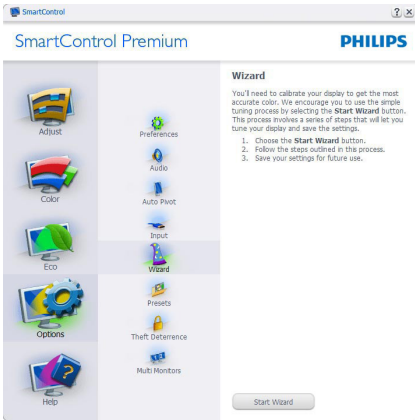 SmartControl
SmartControl Premium
PHILIPS
Adjust
Color
Eco
Options
Help
Preferences
Audio
Auto Pivot
Input
Wizard
Presets
Theft Deterrence
Multi Monitors
Wizard
You'll need to calibrate your display to get the most
accurate color. We encourage you to use the simple
tuning process by selecting the Start Wizard button.
This process involves a series of steps that will let you
tune your display and save the settings.
1. Choose the Start Wizard button.
2. Follow the steps outlined in this process.
3. Save your settings for future use.
Start Wizard